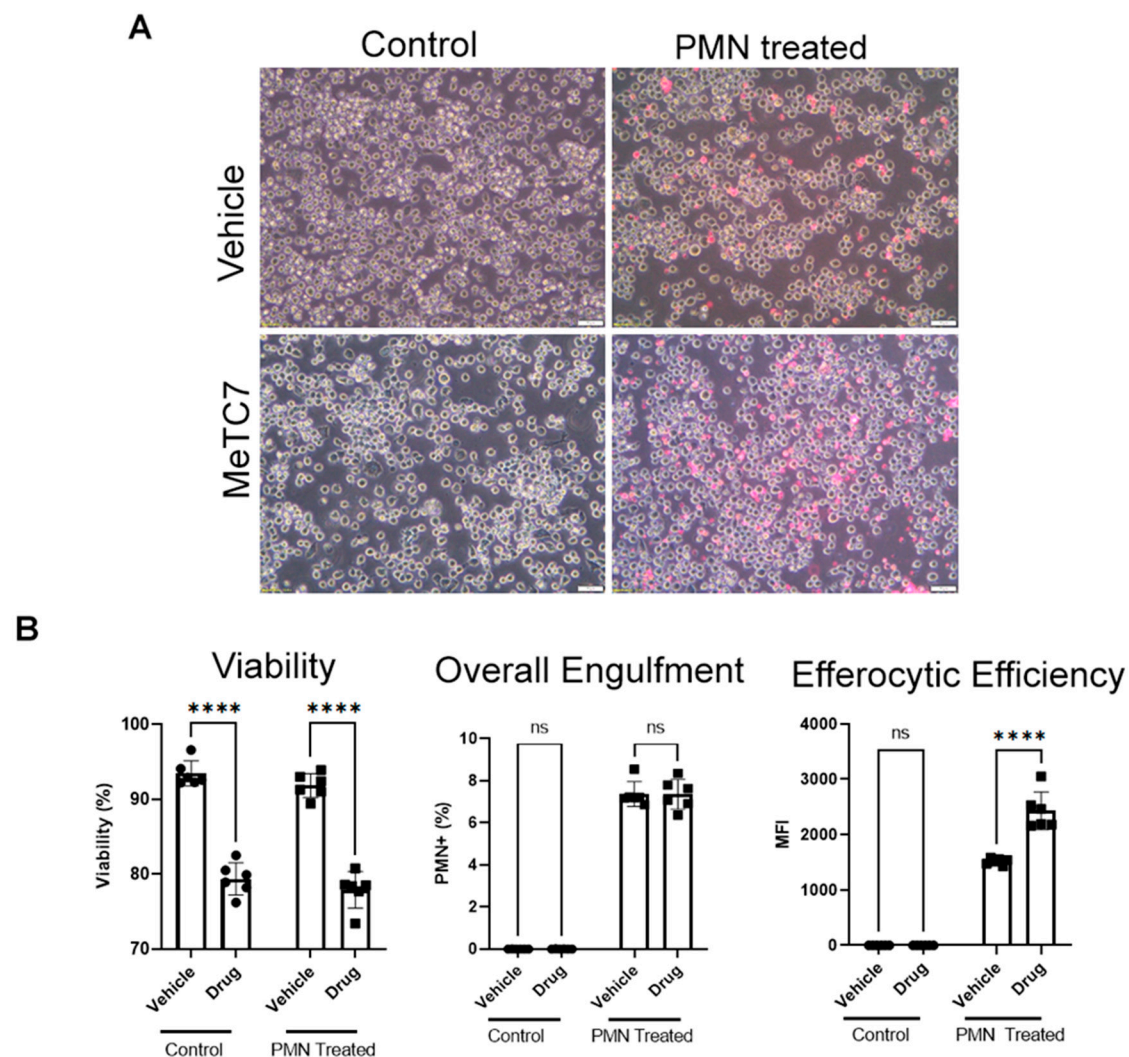 A
Control
PMN treated
Vehicle
MeTC7
B
Viability
Overall Engulfment
Efferocytic Efficiency
****
****
100
90
80
70
Viability (%)
Vehicle
Drug
Vehicle
Drug
Control
PMN Treated
ns
ns
10
8
6
4
2
0
PMN+ (%)
Vehicle
Drug
Vehicle
Drug
Control
PMN Treated
ns
****
4000
3000
2000
1000
0
MFI
Vehicle
Drug
Vehicle
Drug
Control
PMN Treated